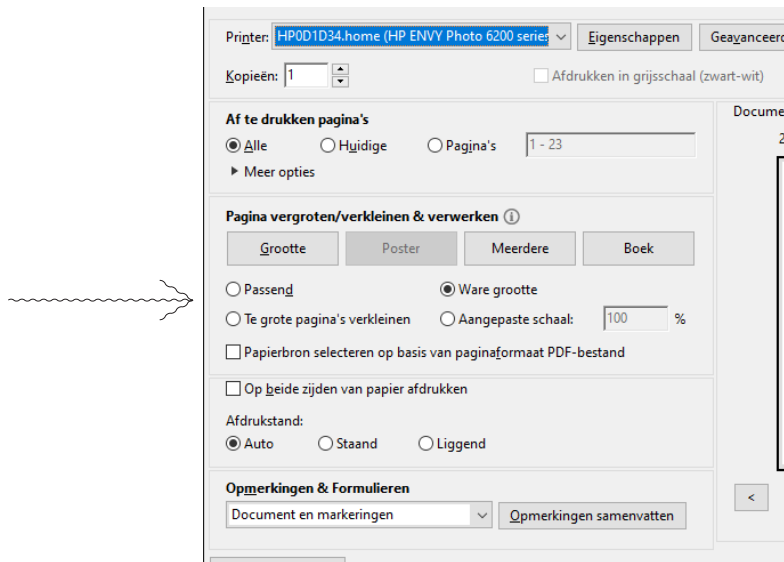 Printer: HP0D1D34.home (HP ENVY Photo 6200 series Eigenschappen Geavanceerd
Kopieën: 1 Afdrukken in grijsschaal (zwart-wit)
Af te drukken pagina's
Alle Huidige Pagina's 1 - 23
Meer opties
Docume
2
Pagina vergroten/verkleinen & verwerken
Grootte Poster Meerdere Boek
Passend Ware grootte
Te grote pagina's verkleinen Aangepaste schaal: 100 %
Papierbron selecteren op basis van paginaformaat PDF-bestand
Op beide zijden van papier afdrukken
Afdrukstand:
Auto Staand Liggend
Opmerkingen & Formulieren
Document en markeringen Opmerkingen samenvatten
<